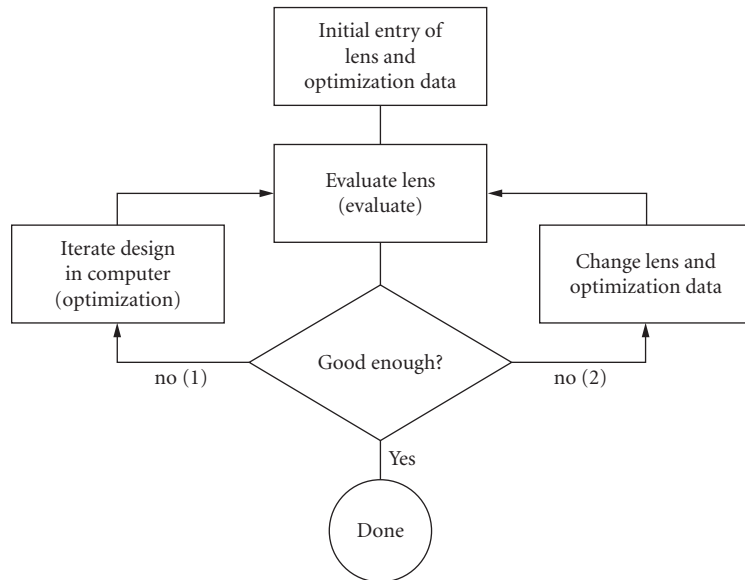 Initial entry of
lens and
optimization data
Evaluate lens
(evaluate)
Iterate design
in computer
(optimization)
Change lens and
optimization data
Good enough?
no (1)
no (2)
Yes
Done